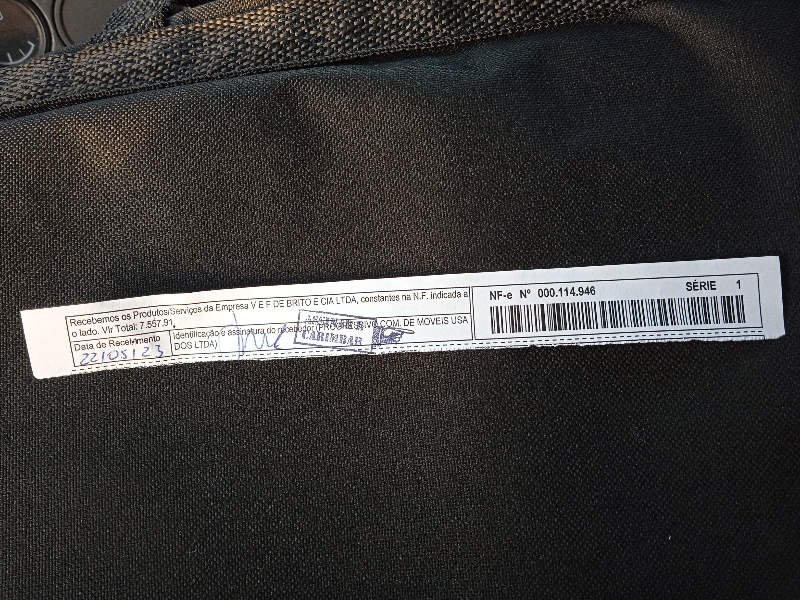 Recebemos os Produtos/Serviços da Empresa V E F DE BRITO E CIA LTDA, constantes na N.F. indicada a
o lado. Vlr Total: 7.557,91,
Data de Recebimento
22/05/23
Identificação e assinatura do recebedor (PROGRESSIVO COM. DE MOVEIS USA
DOS LTDA)
CARIMBAR
NF-e Nº 000.114.946 SÉRIE 1